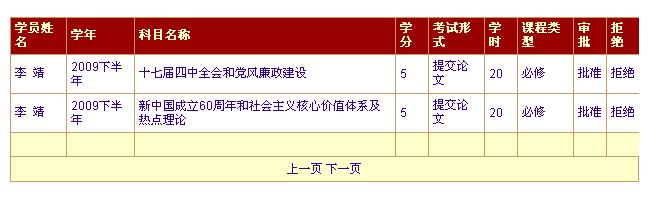 学员姓名 学年 科目名称 学分 考试形式 学时 课程类型 审批 拒绝
李 靖 2009下半年 十七届四中全会和党风廉政建设 5 提交论文 20 必修 批准 拒绝
李 靖 2009下半年 新中国成立60周年和社会主义核心价值体系及热点理论 5 提交论文 20 必修 批准 拒绝
上一页 下一页